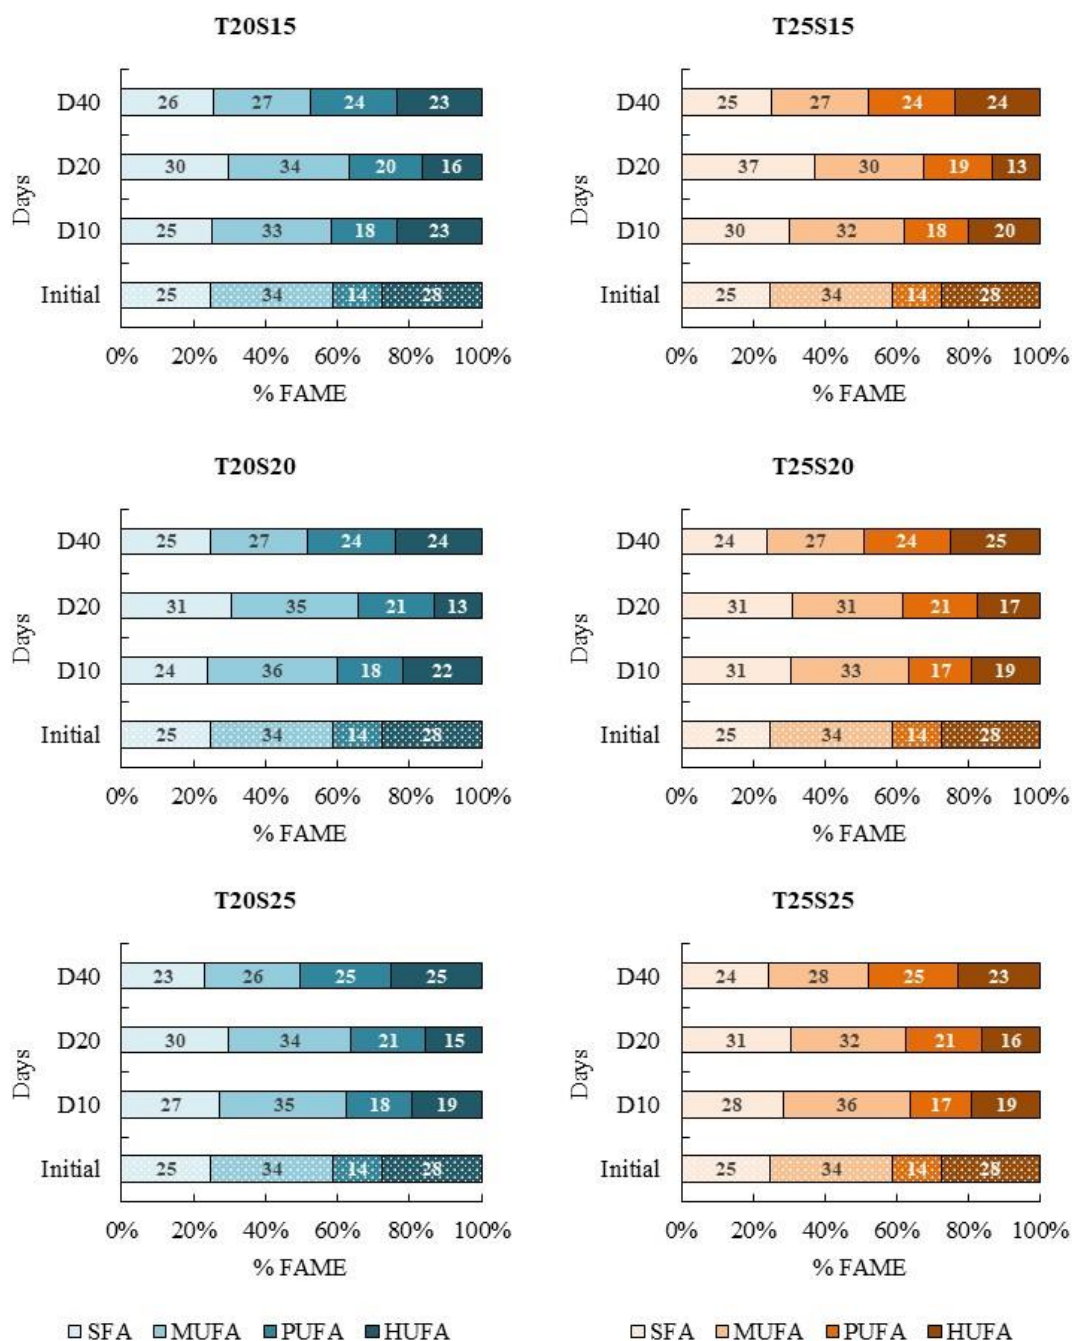 T20S15
D40 26 27 24 23
D20 30 34 20 16
D10 25 33 18 23
Initial 25 34 14 28
0% 20% 40% 60% 80% 100%
% FAME
Days
T25S15
D40 25 27 24 24
D20 37 30 19 13
D10 30 32 18 20
Initial 25 34 14 28
0% 20% 40% 60% 80% 100%
% FAME
Days
T20S20
D40 25 27 24 24
D20 31 35 21 13
D10 24 36 18 22
Initial 25 34 14 28
0% 20% 40% 60% 80% 100%
% FAME
Days
T25S20
D40 24 27 24 25
D20 31 31 21 17
D10 31 33 17 19
Initial 25 34 14 28
0% 20% 40% 60% 80% 100%
% FAME
Days
T20S25
D40 23 26 25 25
D20 30 34 21 15
D10 27 35 18 19
Initial 25 34 14 28
0% 20% 40% 60% 80% 100%
% FAME
Days
T25S25
D40 24 28 25 23
D20 31 32 21 16
D10 28 36 17 19
Initial 25 34 14 28
0% 20% 40% 60% 80% 100%
% FAME
Days
SFA MUFA PUFA HUFA
SFA MUFA PUFA HUFA